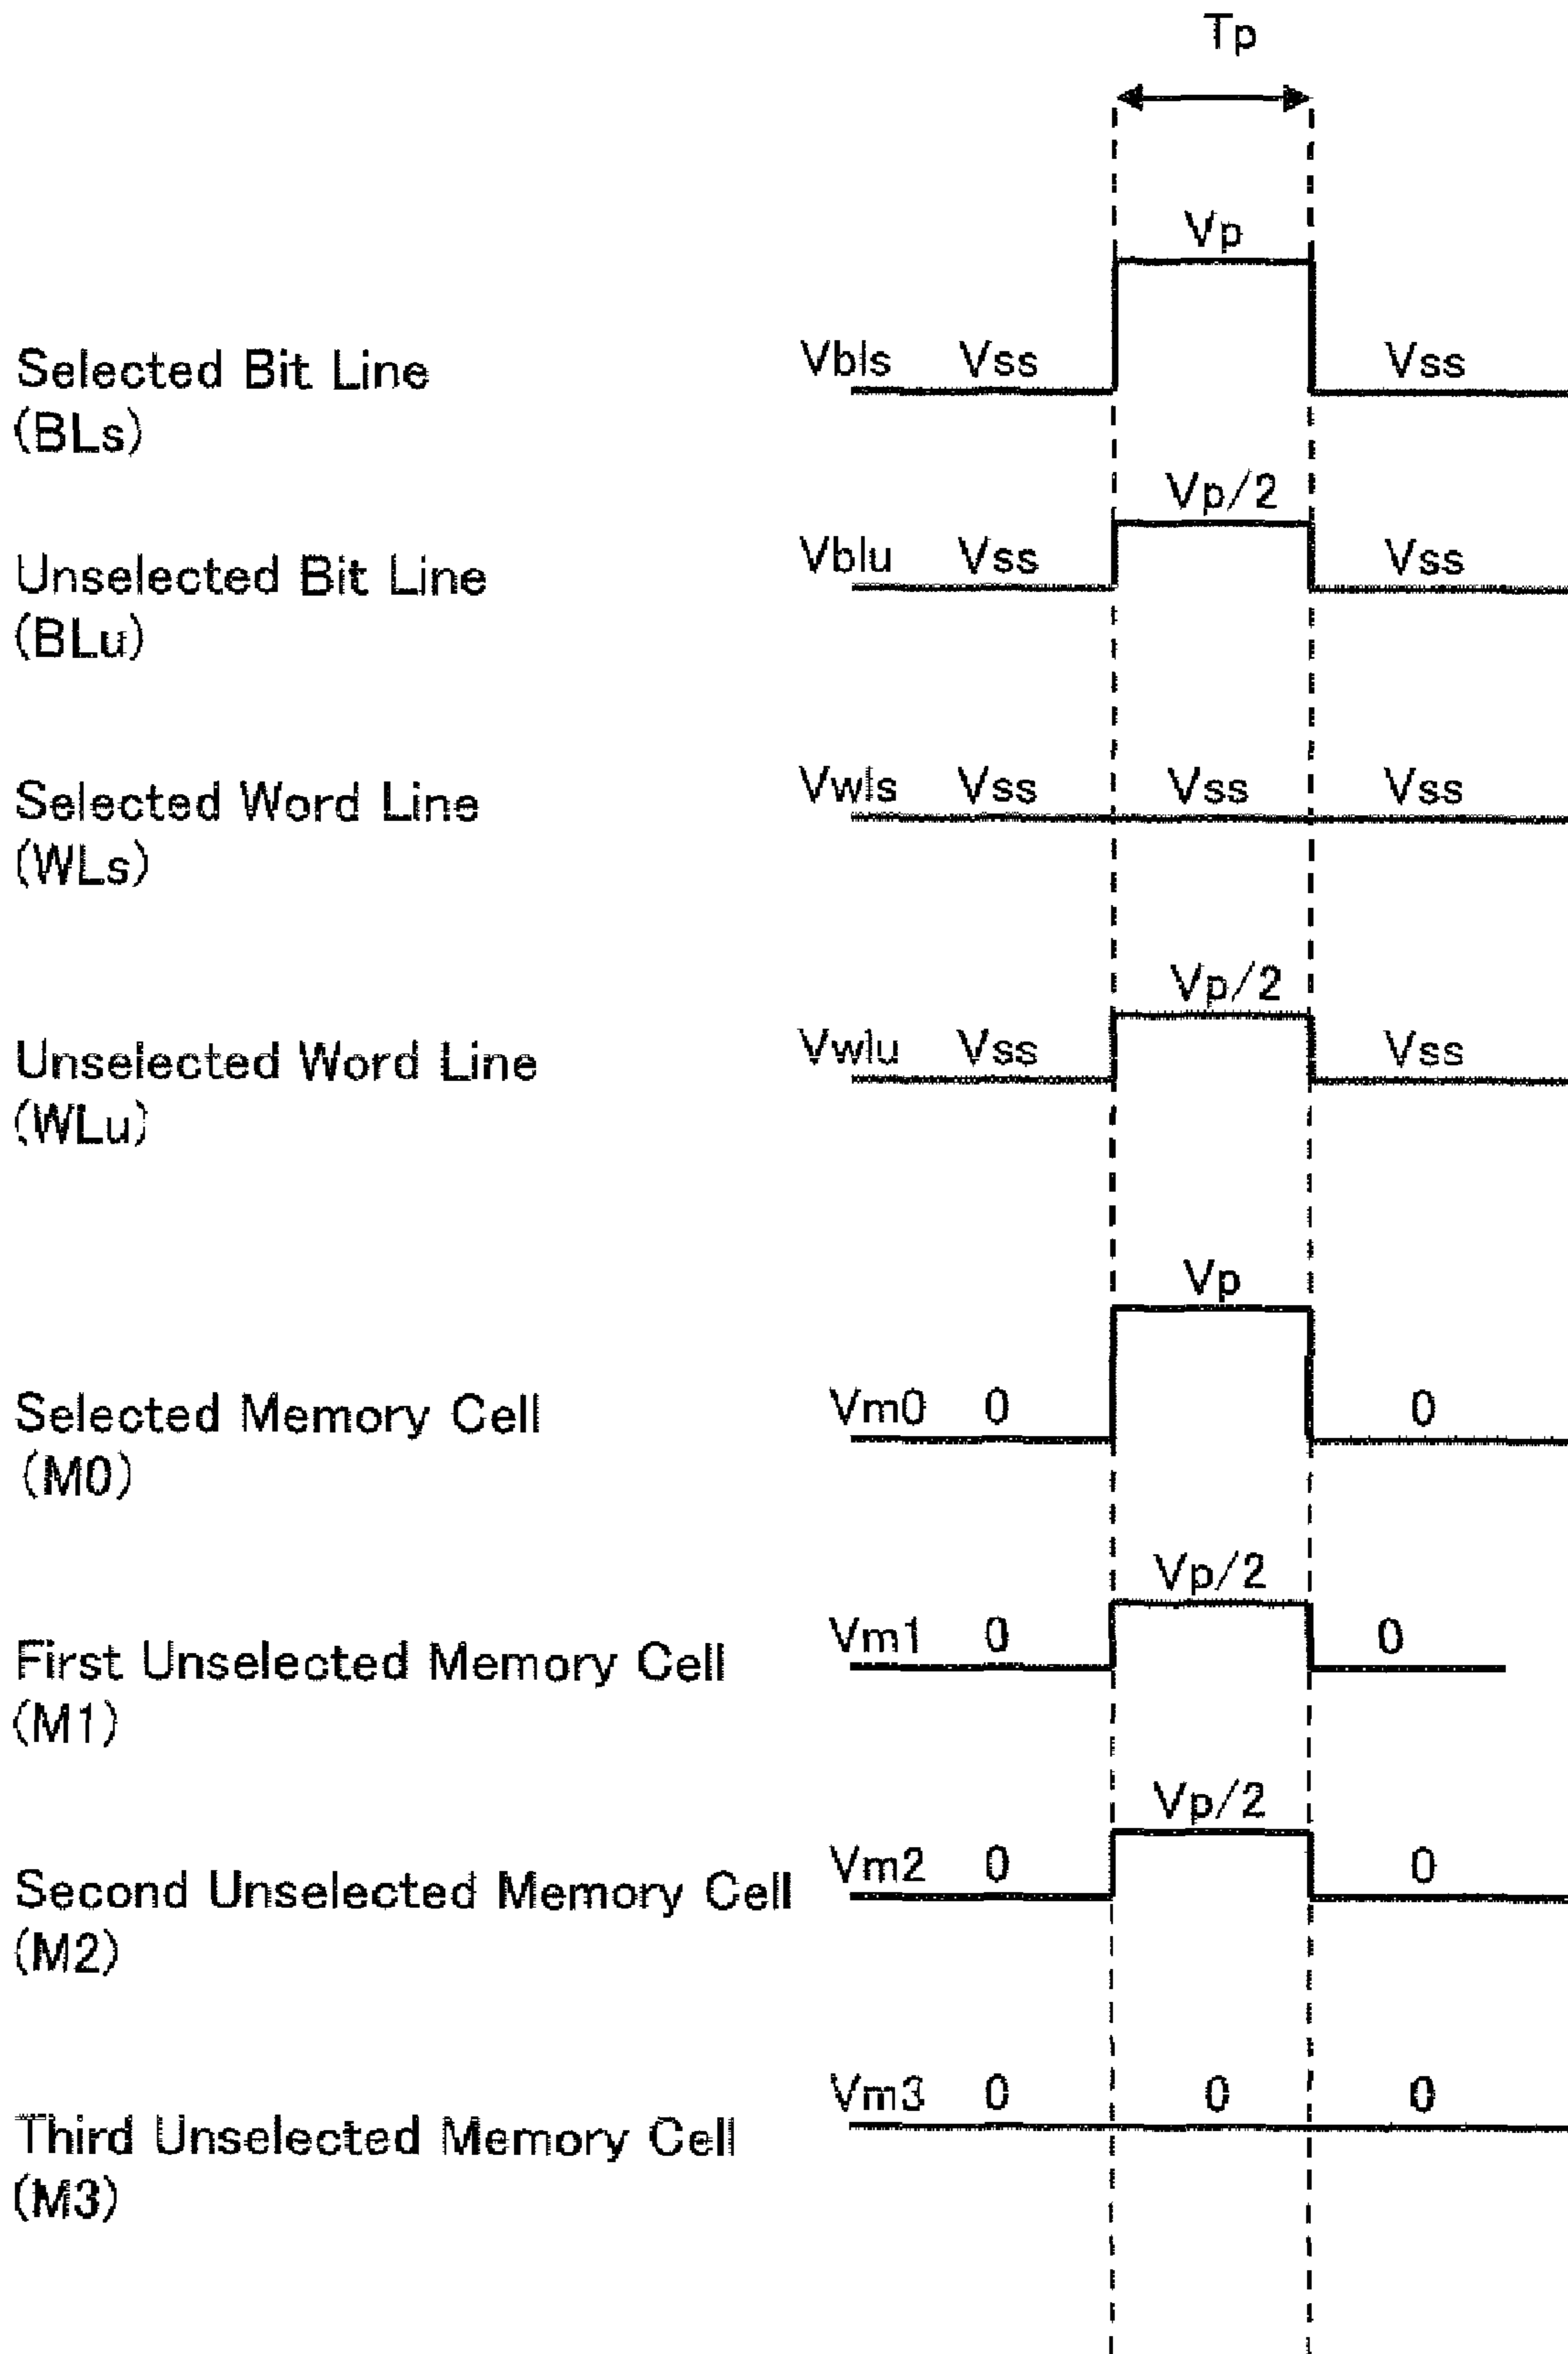 Tp
Vp
Selected Bit Line Vbls Vss Vss
(BLs)
Vp/2
Unselected Bit Line Vblu Vss Vss
(BLu)
Selected Word Line Vwls Vss Vss Vss
(WLs)
Vp/2
Unselected Word Line Vwlu Vss Vss
(WLu)
Vp
Selected Memory Cell Vm0 0 0
(M0)
Vp/2
First Unselected Memory Cell Vm1 0 0
(M1)
Vp/2
Second Unselected Memory Cell Vm2 0 0
(M2)
Third Unselected Memory Cell Vm3 0 0 0
(M3)